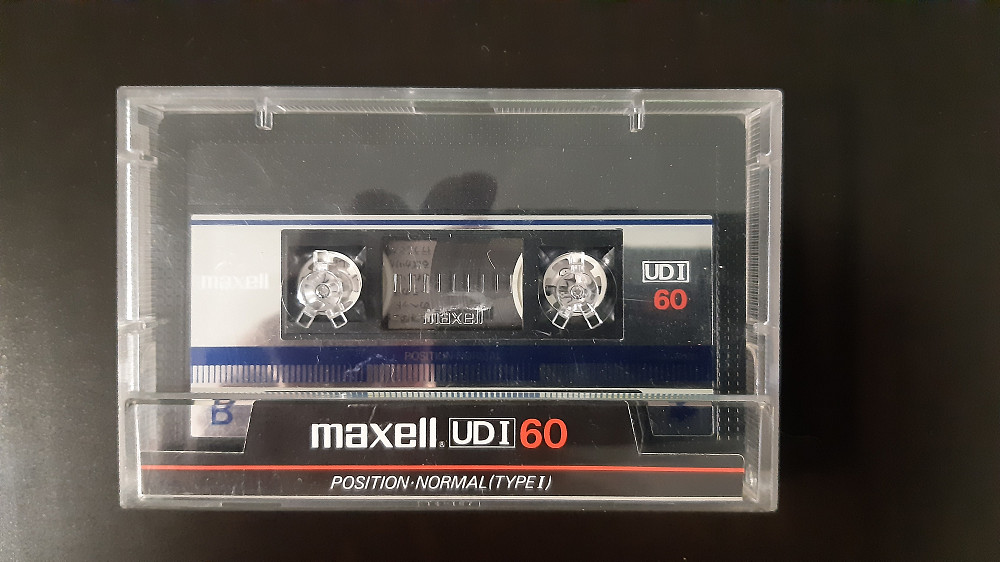 maxell
UD I
60
maxell
POSITION·NORMAL
B
maxell. UD I 60
POSITION·NORMAL (TYPE I)